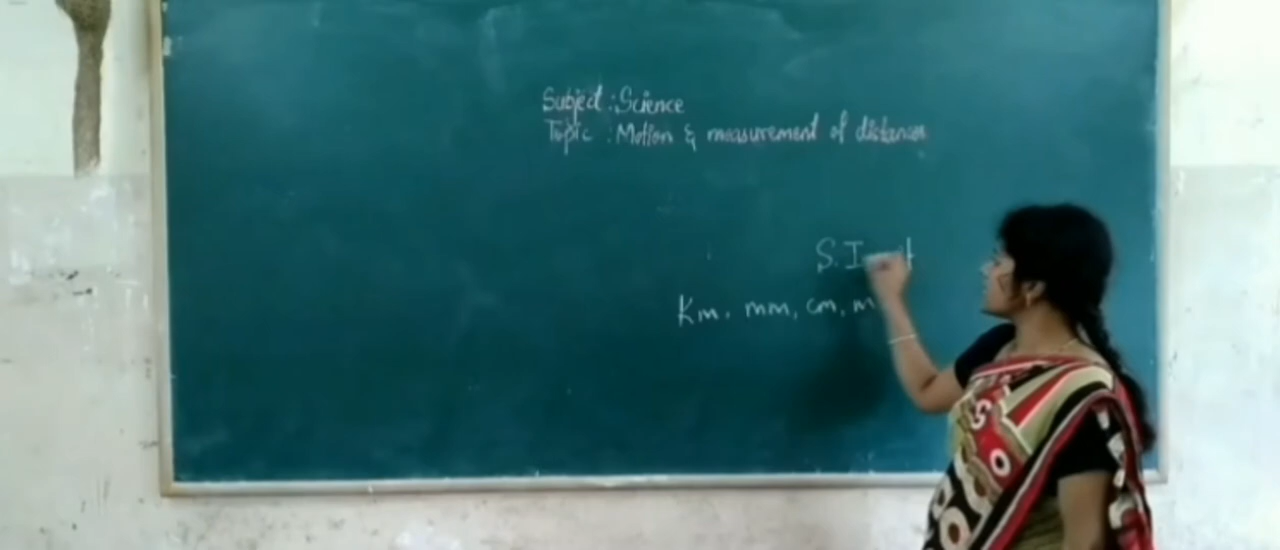 Subject : Science
Topic : Motion & measurement of distances
S.I
Km, mm, cm, m